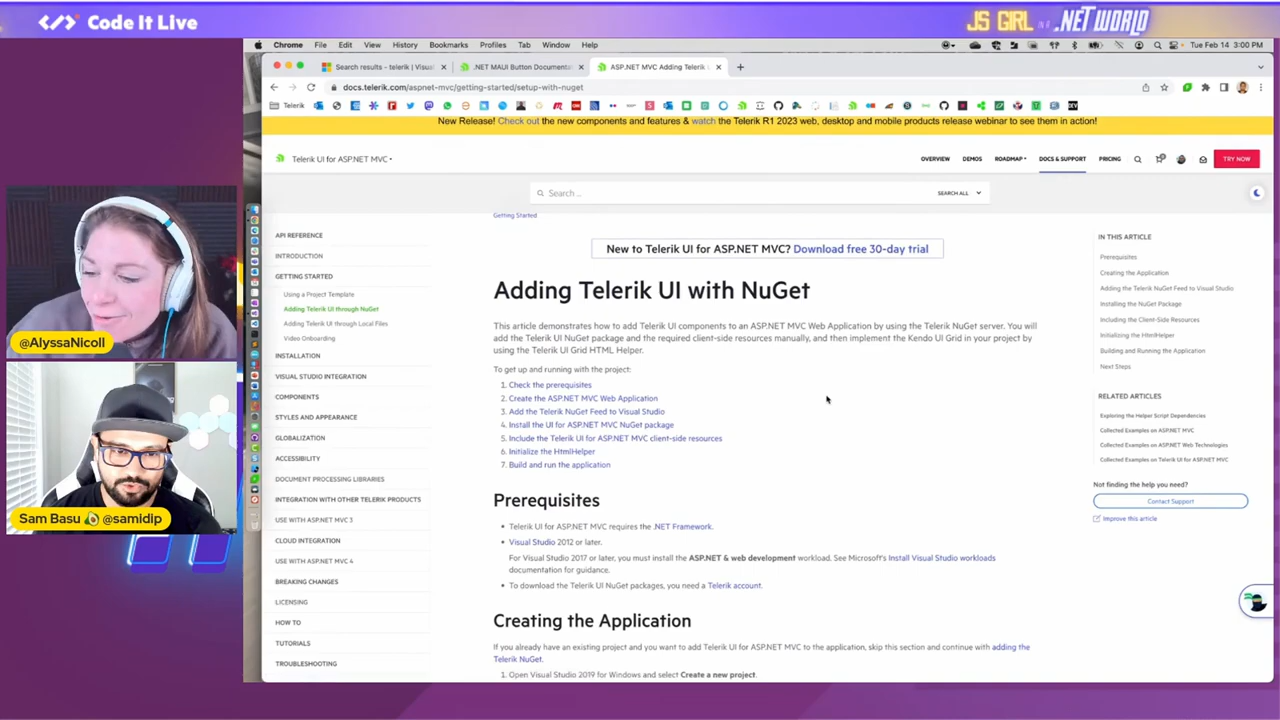 Code It Live
JS GIRL IN A .NET WORLD
Chrome File Edit View History Bookmarks Profiles Tab Window Help
Tue Feb 14 3:00 PM
Search results - telerik | Visual
.NET MAUI Button Documentat
ASP.NET MVC Adding Telerik
docs.telerik.com/aspnet-mvc/getting-started/setup-with-nuget
Telerik
New Release! Check out the new components and features & watch the Telerik R1 2023 web, desktop and mobile products release webinar to see them in action!
Telerik UI for ASP.NET MVC
OVERVIEW DEMOS ROADMAP DOCS & SUPPORT PRICING
TRY NOW
Search ...
SEARCH ALL
API REFERENCE
INTRODUCTION
GETTING STARTED
Using a Project Template
Adding Telerik UI through NuGet
Adding Telerik UI through Local Files
Video Onboarding
INSTALLATION
VISUAL STUDIO INTEGRATION
COMPONENTS
STYLES AND APPEARANCE
GLOBALIZATION
ACCESSIBILITY
DOCUMENT PROCESSING LIBRARIES
INTEGRATION WITH OTHER TELERIK PRODUCTS
USE WITH ASP.NET MVC 3
CLOUD INTEGRATION
USE WITH ASP.NET MVC 4
BREAKING CHANGES
LICENSING
HOW TO
TUTORIALS
TROUBLESHOOTING
Getting Started
New to Telerik UI for ASP.NET MVC? Download free 30-day trial
Adding Telerik UI with NuGet
This article demonstrates how to add Telerik UI components to an ASP.NET MVC Web Application by using the Telerik NuGet server. You will
add the Telerik UI NuGet package and the required client-side resources manually, and then implement the Kendo UI Grid in your project by
using the Telerik UI Grid HTML Helper.
To get up and running with the project:
1. Check the prerequisites
2. Create the ASP.NET MVC Web Application
3. Add the Telerik NuGet Feed to Visual Studio
4. Install the UI for ASP.NET MVC NuGet package
5. Include the Telerik UI for ASP.NET MVC client-side resources
6. Initialize the HtmlHelper
7. Build and run the application
Prerequisites
• Telerik UI for ASP.NET MVC requires the .NET Framework.
• Visual Studio 2012 or later.
For Visual Studio 2017 or later, you must install the ASP.NET & web development workload. See Microsoft's Install Visual Studio workloads
documentation for guidance.
• To download the Telerik UI NuGet packages, you need a Telerik account.
Creating the Application
If you already have an existing project and you want to add Telerik UI for ASP.NET MVC to the application, skip this section and continue with adding the
Telerik NuGet.
1. Open Visual Studio 2019 for Windows and select Create a new project.
IN THIS ARTICLE
Prerequisites
Creating the Application
Adding the Telerik NuGet Feed to Visual Studio
Installing the NuGet Package
Including the Client-Side Resources
Initializing the HtmlHelper
Building and Running the Application
Next Steps
RELATED ARTICLES
Exploring the Helper Script Dependencies
Collected Examples on ASP.NET MVC
Collected Examples on ASP.NET Web Technologies
Collected Examples on Telerik UI for ASP.NET MVC
Not finding the help you need?
Contact Support
Improve this article
@AlyssaNicoll
Sam Basu 🥑 @samidip